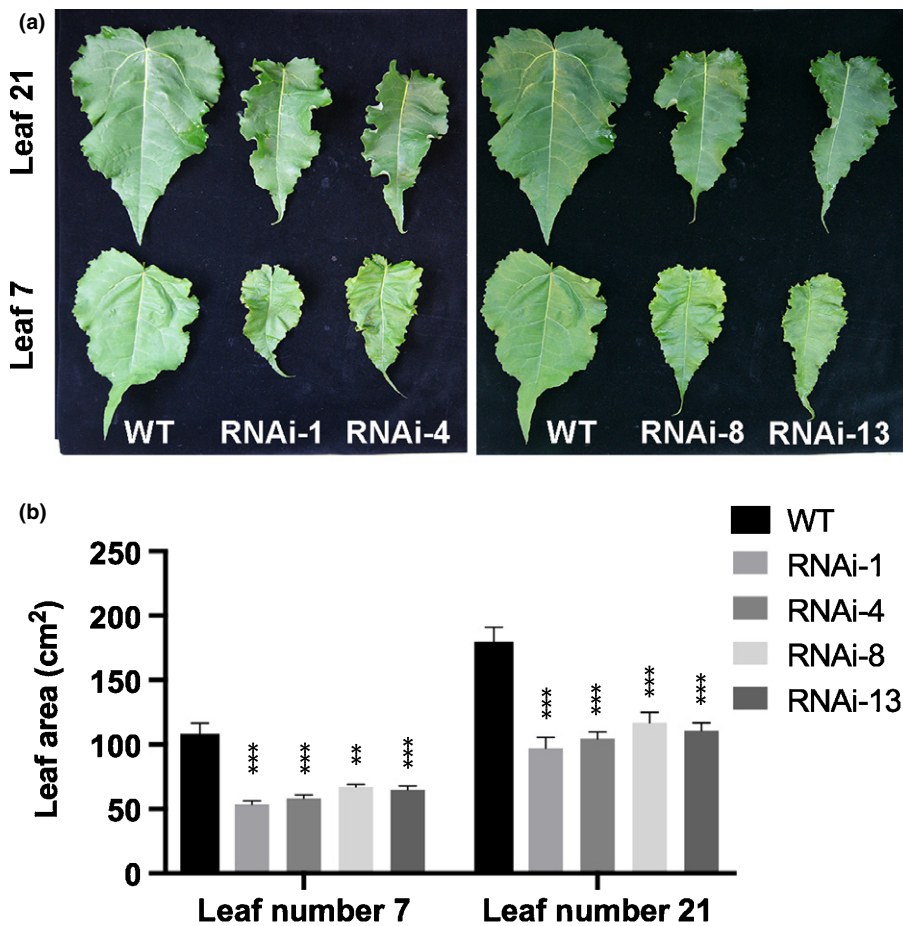 (a)
Leaf 21
Leaf 7
WT RNAi-1 RNAi-4
WT RNAi-8 RNAi-13
(b)
Leaf area (cm²)
250
200
150
100
50
0
*** *** ** ***
*** *** *** ***
Leaf number 7 Leaf number 21
WT
RNAi-1
RNAi-4
RNAi-8
RNAi-13